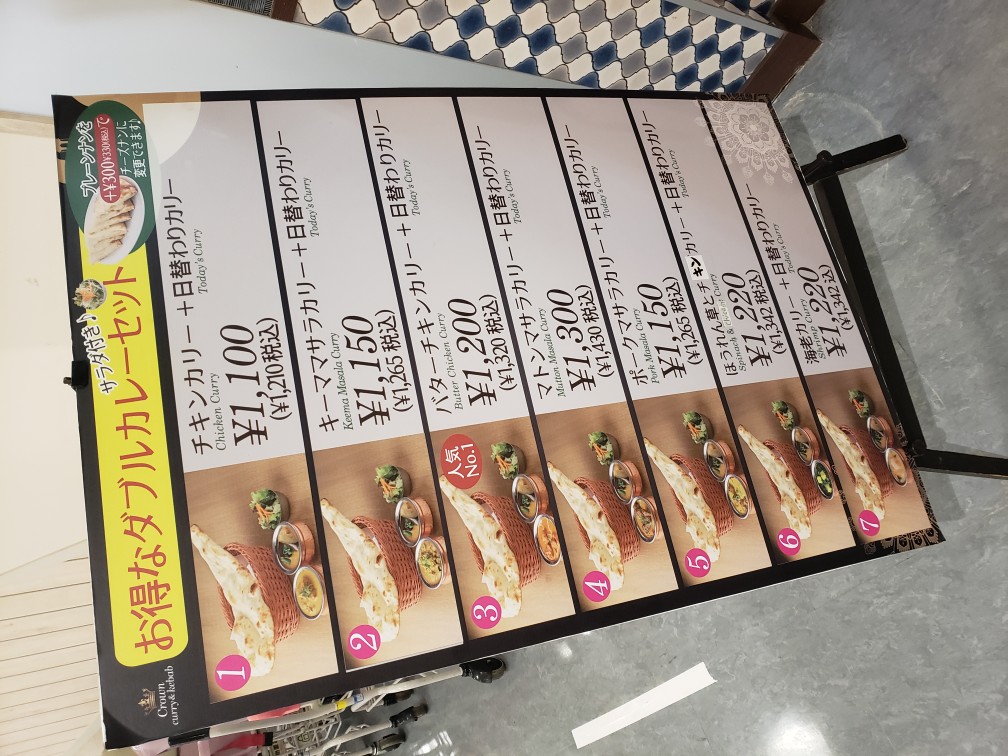 Crown
curry & kebab
お得なダブルカレーセット
サラダ付き♪
プレーンナンを
+¥300(¥330税込)で
チーズナンに
変更できます♪
1
チキンカリー+日替わりカリー
Chicken Curry
Today's Curry
¥1,100
(¥1,210税込)
2
キーママサラカリー+日替わりカリー
Keema Masala Curry
Today's Curry
¥1,150
(¥1,265税込)
人気
No.1
3
バターチキンカリー+日替わりカリー
Butter Chicken Curry
Today's Curry
¥1,200
(¥1,320税込)
4
マトンマサラカリー+日替わりカリー
Mutton Masala Curry
Today's Curry
¥1,300
(¥1,430税込)
5
ポークマサラカリー+日替わりカリー
Pork Masala Curry
Today's Curry
¥1,150
(¥1,265税込)
6
ほうれん草とチキンカリー+日替わりカリー
Spinach & Chicken Curry
Today's Curry
¥1,220
(¥1,342税込)
7
海老カリー+日替わりカリー
Shrimp Curry
Today's Curry
¥1,220
(¥1,342込)